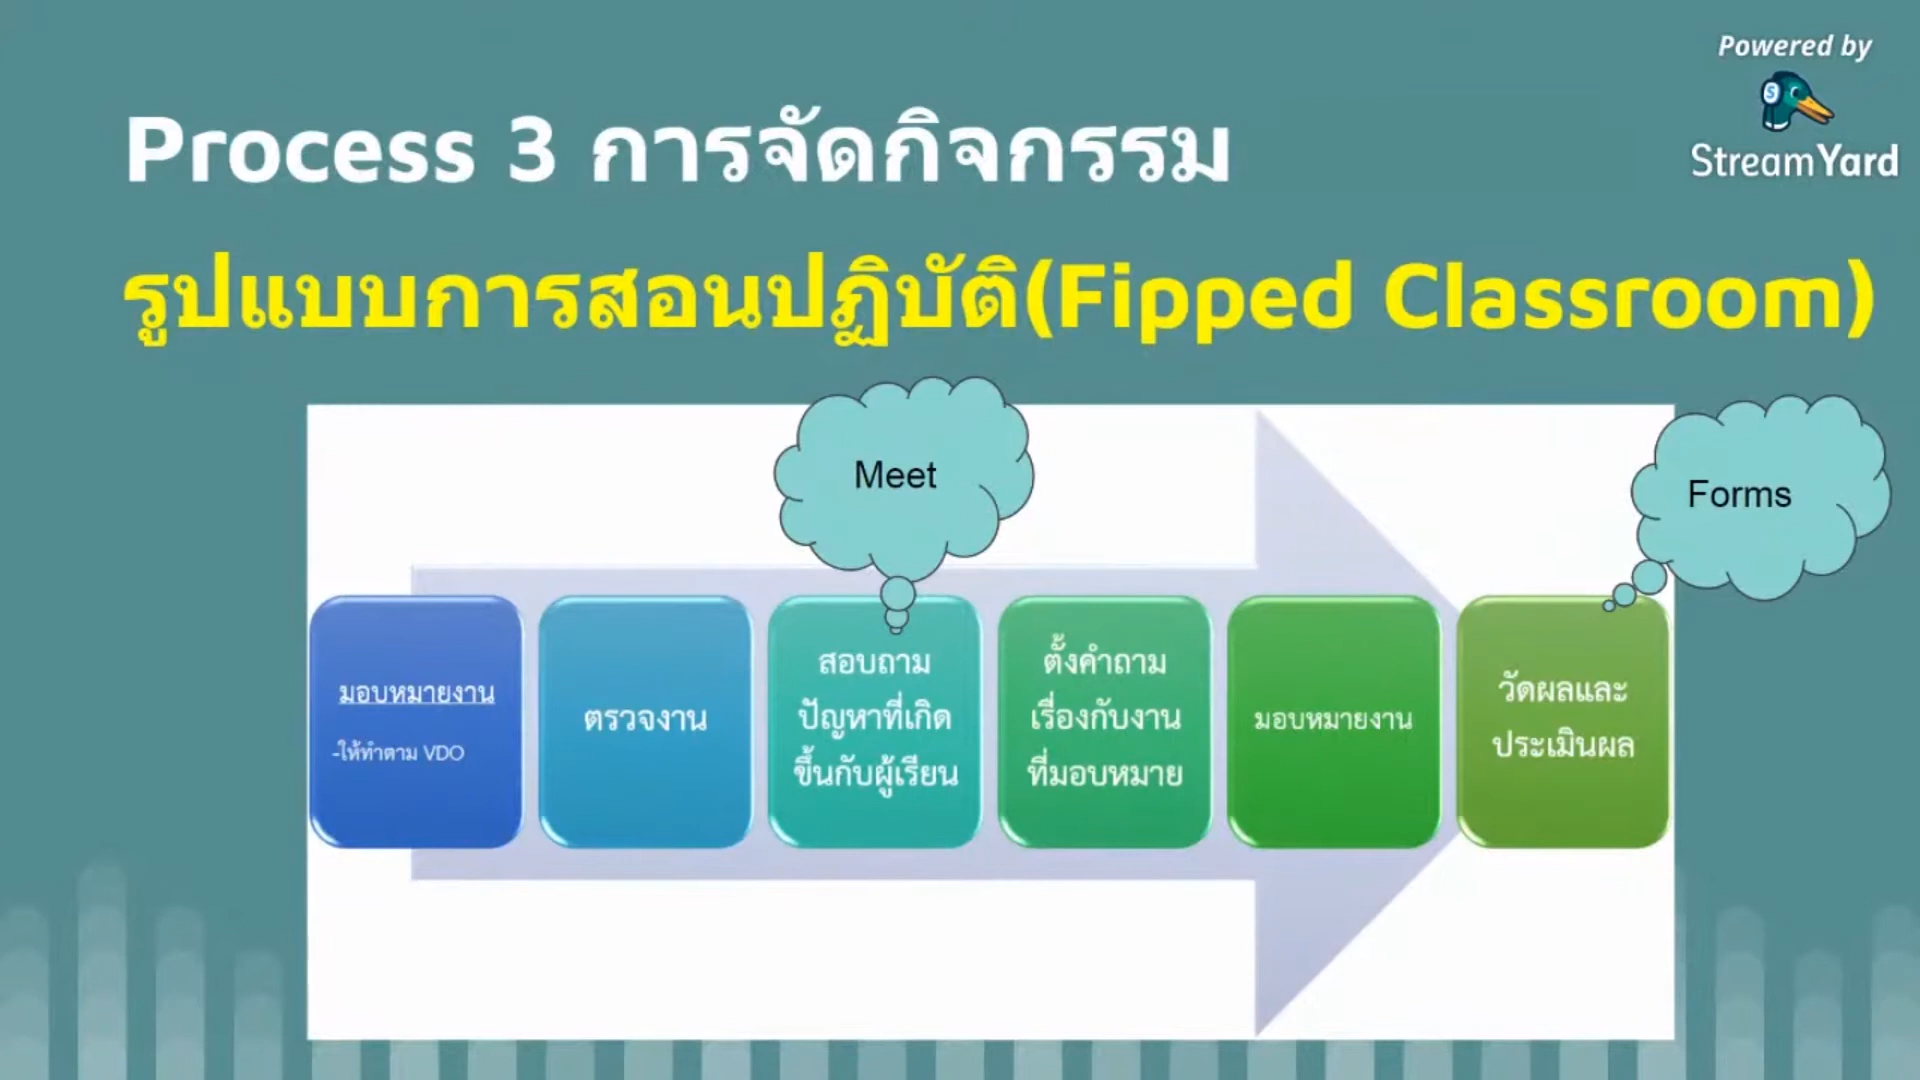 Powered by
StreamYard
Process 3 การจัดกิจกรรม
รูปแบบการสอนปฏิบัติ(Fipped Classroom)
Meet
Forms
มอบหมายงาน
-ให้ทำตาม VDO
ตรวจงาน
สอบถาม
ปัญหาที่เกิด
ขึ้นกับผู้เรียน
ตั้งคำถาม
เรื่องกับงาน
ที่มอบหมาย
มอบหมายงาน
วัดผลและ
ประเมินผล